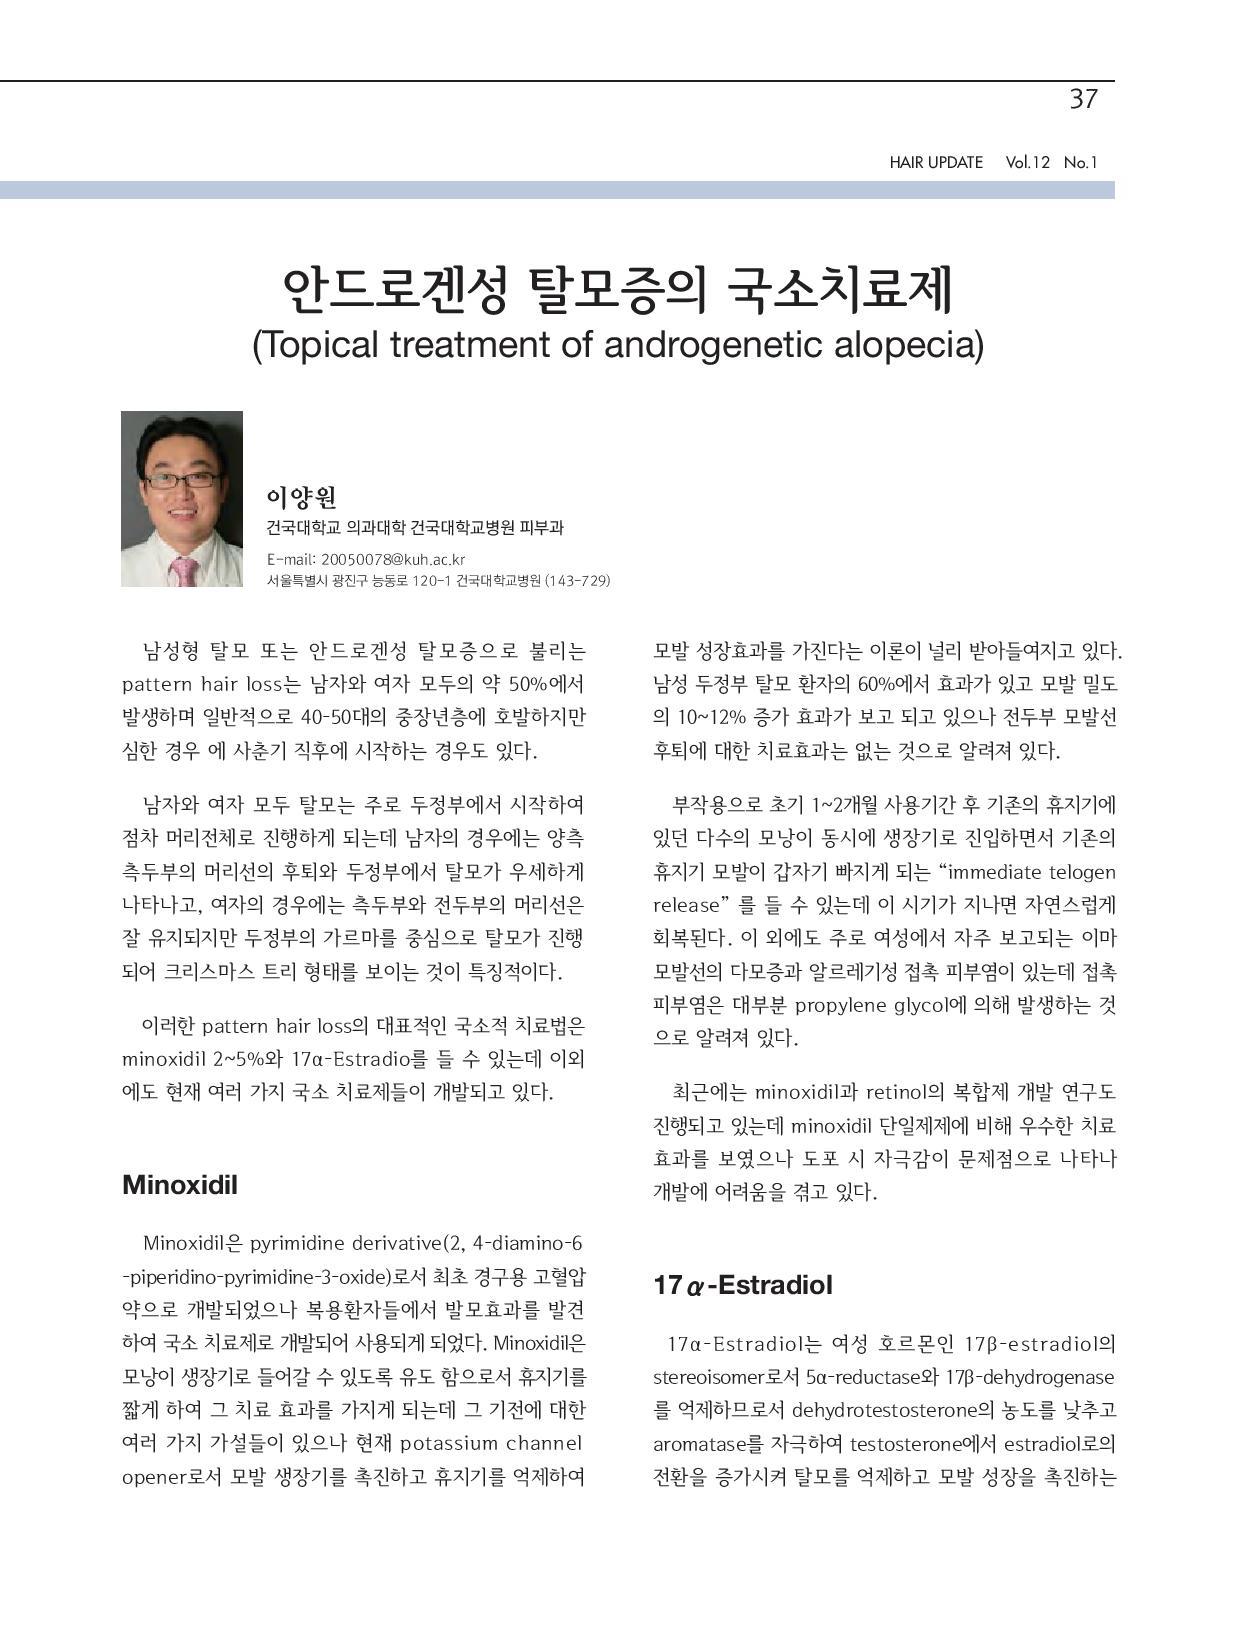 37
HAIR UPDATE Vol.12 No.1
안드로겐성 탈모증의 국소치료제
(Topical treatment of androgenetic alopecia)
이양원
건국대학교 의과대학 건국대학교병원 피부과
E-mail: 20050078@kuh.ac.kr
서울특별시 광진구 능동로 120-1 건국대학교병원 (143-729)
남성형 탈모 또는 안드로겐성 탈모증으로 불리는
pattern hair loss는 남자와 여자 모두의 약 50%에서
발생하며 일반적으로 40-50대의 중장년층에 호발하지만
심한 경우 에 사춘기 직후에 시작하는 경우도 있다.
남자와 여자 모두 탈모는 주로 두정부에서 시작하여
점차 머리전체로 진행하게 되는데 남자의 경우에는 양측
측두부의 머리선의 후퇴와 두정부에서 탈모가 우세하게
나타나고, 여자의 경우에는 측두부와 전두부의 머리선은
잘 유지되지만 두정부의 가르마를 중심으로 탈모가 진행
되어 크리스마스 트리 형태를 보이는 것이 특징적이다.
이러한 pattern hair loss의 대표적인 국소적 치료법은
minoxidil 2~5%와 17α-Estradio를 들 수 있는데 이외
에도 현재 여러 가지 국소 치료제들이 개발되고 있다.
Minoxidil
Minoxidil은 pyrimidine derivative(2, 4-diamino-6
-piperidino-pyrimidine-3-oxide)로서 최초 경구용 고혈압
약으로 개발되었으나 복용환자들에서 발모효과를 발견
하여 국소 치료제로 개발되어 사용되게 되었다. Minoxidil은
모낭이 생장기로 들어갈 수 있도록 유도 함으로서 휴지기를
짧게 하여 그 치료 효과를 가지게 되는데 그 기전에 대한
여러 가지 가설들이 있으나 현재 potassium channel
opener로서 모발 생장기를 촉진하고 휴지기를 억제하여
모발 성장효과를 가진다는 이론이 널리 받아들여지고 있다.
남성 두정부 탈모 환자의 60%에서 효과가 있고 모발 밀도
의 10~12% 증가 효과가 보고 되고 있으나 전두부 모발선
후퇴에 대한 치료효과는 없는 것으로 알려져 있다.
부작용으로 초기 1~2개월 사용기간 후 기존의 휴지기에
있던 다수의 모낭이 동시에 생장기로 진입하면서 기존의
휴지기 모발이 갑자기 빠지게 되는 “immediate telogen
release” 를 들 수 있는데 이 시기가 지나면 자연스럽게
회복된다. 이 외에도 주로 여성에서 자주 보고되는 이마
모발선의 다모증과 알르레기성 접촉 피부염이 있는데 접촉
피부염은 대부분 propylene glycol에 의해 발생하는 것
으로 알려져 있다.
최근에는 minoxidil과 retinol의 복합제 개발 연구도
진행되고 있는데 minoxidil 단일제제에 비해 우수한 치료
효과를 보였으나 도포 시 자극감이 문제점으로 나타나
개발에 어려움을 겪고 있다.
17α-Estradiol
17α-Estradiol는 여성 호르몬인 17β-estradiol의
stereoisomer로서 5α-reductase와 17β-dehydrogenase
를 억제하므로서 dehydrotestosterone의 농도를 낮추고
aromatase를 자극하여 testosterone에서 estradiol로의
전환을 증가시켜 탈모를 억제하고 모발 성장을 촉진하는